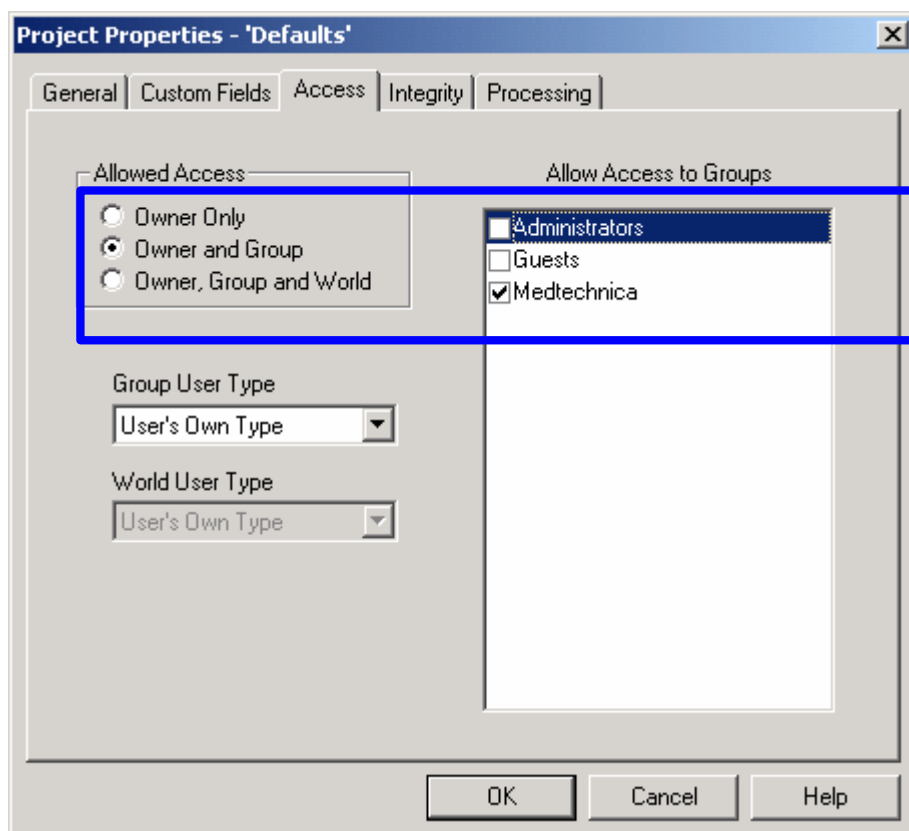 Project Properties - 'Defaults'
General Custom Fields Access Integrity Processing
Allowed Access
Owner Only
Owner and Group
Owner, Group and World
Allow Access to Groups
Administrators
Guests
Medtechnica
Group User Type
User's Own Type
World User Type
User's Own Type
OK Cancel Help